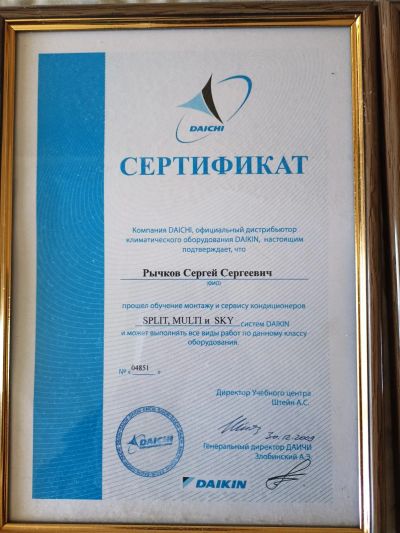 DAICHI
СЕРТИФИКАТ
Компания DAICHI, официальный дистрибьютор
климатического оборудования DAIKIN, настоящим
подтверждает, что
Рычков Сергей Сергеевич
(ФИО)
прошел обучение монтажу и сервису кондиционеров
SPLIT, MULTI и SKY систем DAIKIN
и может выполнять все виды работ по данному классу
оборудования.
№ « 04851 »
Директор Учебного центра
Штейн А.С.
30.12.2009
Генеральный директор ДАИЧИ
Злобинский А.Э.
DAICHI
DAIKIN